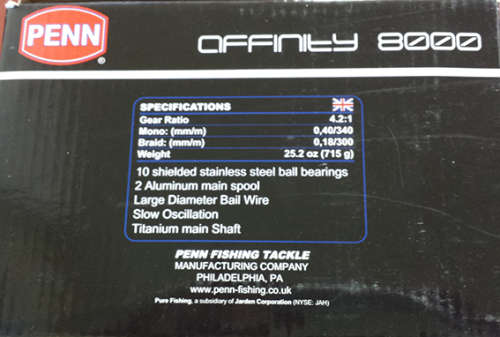 PENN®
AFFINITY 8000
SPECIFICATIONS
Gear Ratio 4.2:1
Mono: (mm/m) 0,40/340
Braid: (mm/m) 0,18/300
Weight 25.2 oz (715 g)
10 shielded stainless steel ball bearings
2 Aluminum main spool
Large Diameter Bail Wire
Slow Oscillation
Titanium main Shaft
PENN FISHING TACKLE
MANUFACTURING COMPANY
PHILADELPHIA, PA
www.penn-fishing.co.uk
Pure Fishing, a subsidiary of Jarden Corporation (NYSE: JAH)